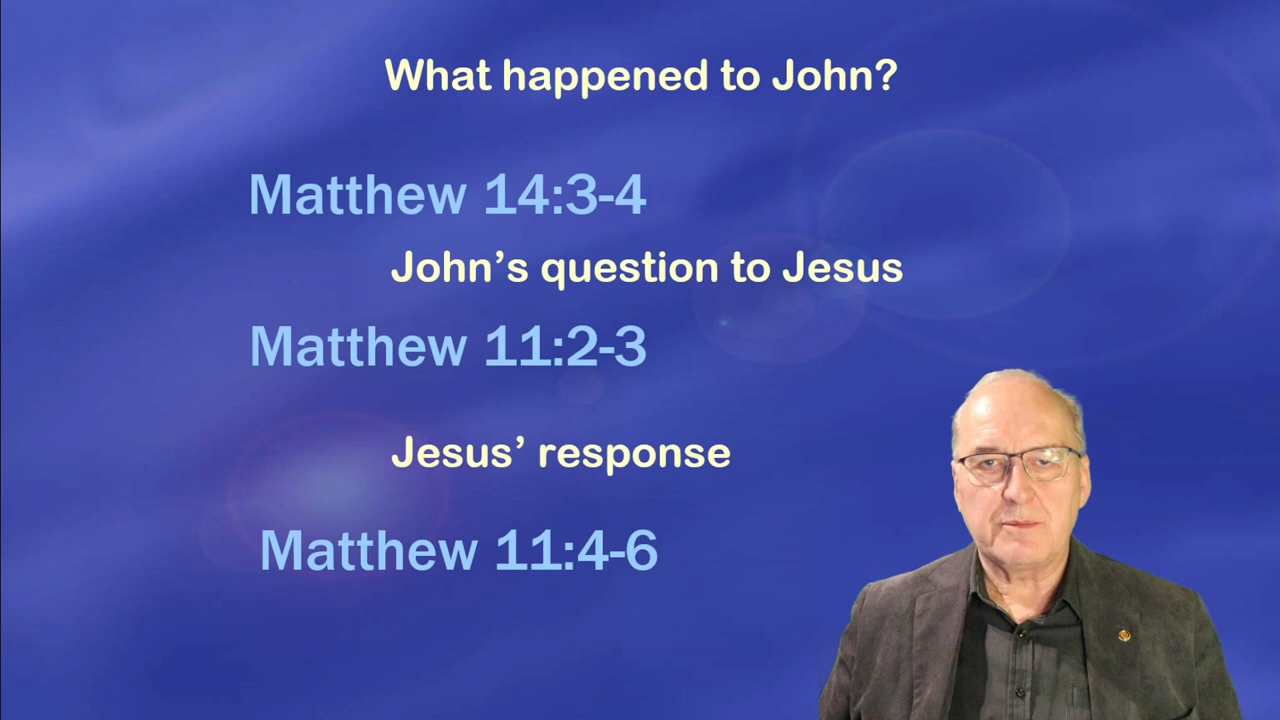 What happened to John?
Matthew 14:3-4
John’s question to Jesus
Matthew 11:2-3
Jesus’ response
Matthew 11:4-6